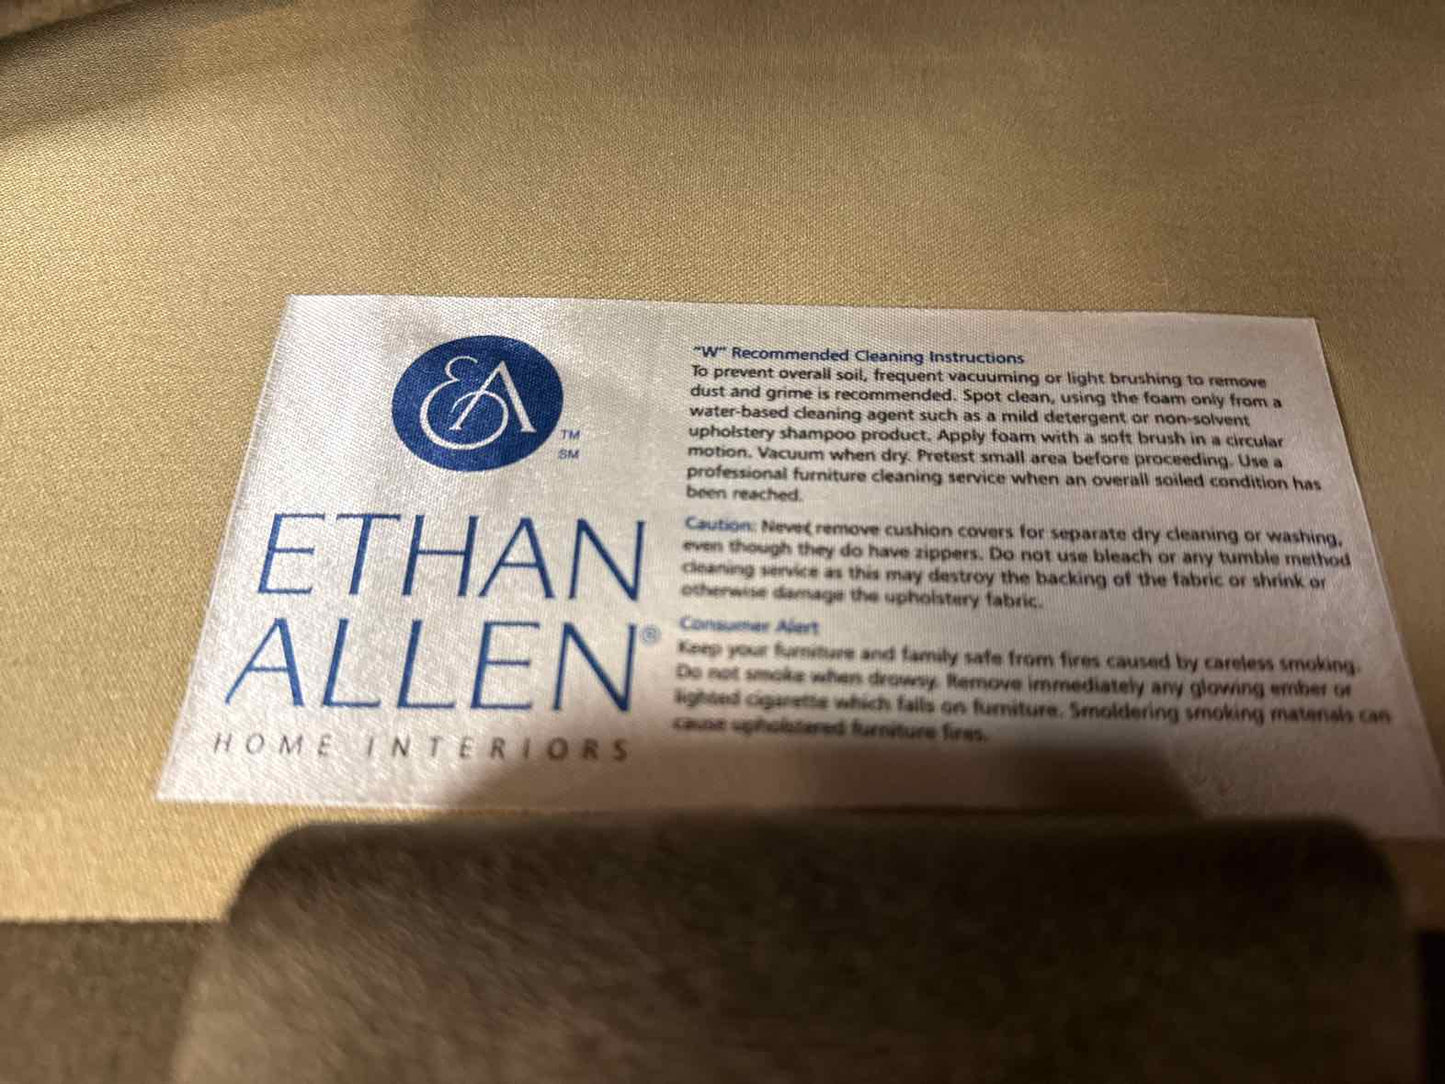 EA
TM
SM
ETHAN
ALLEN®
HOME INTERIORS
"W" Recommended Cleaning Instructions
To prevent overall soil, frequent vacuuming or light brushing to remove
dust and grime is recommended. Spot clean, using the foam only from a
water-based cleaning agent such as a mild detergent or non-solvent
upholstery shampoo product. Apply foam with a soft brush in a circular
motion. Vacuum when dry. Pretest small area before proceeding. Use a
professional furniture cleaning service when an overall soiled condition has
been reached.
Caution: Never remove cushion covers for separate dry cleaning or washing,
even though they do have zippers. Do not use bleach or any tumble method
cleaning service as this may destroy the backing of the fabric or shrink or
otherwise damage the upholstery fabric.
Consumer Alert
Keep your furniture and family safe from fires caused by careless smoking.
Do not smoke when drowsy. Remove immediately any glowing ember or
lighted cigarette which falls on furniture. Smoldering smoking materials can
cause upholstered furniture fires.